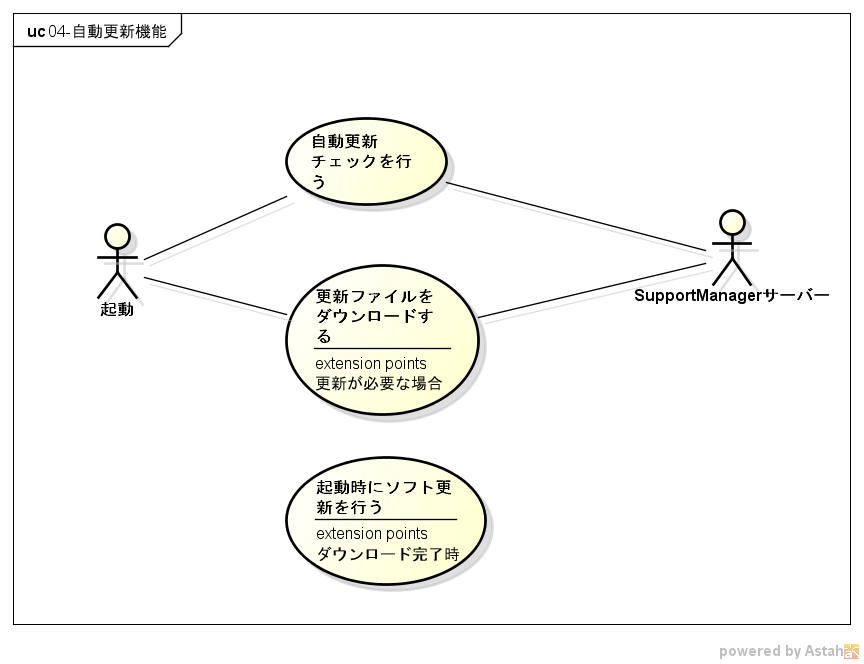 uc 04-自動更新機能
自動更新
チェックを行
う
起動
SupportManagerサーバー
更新ファイルを
ダウンロードす
る
extension points
更新が必要な場合
起動時にソフト更
新を行う
extension points
ダウンロード完了時
powered by Astah